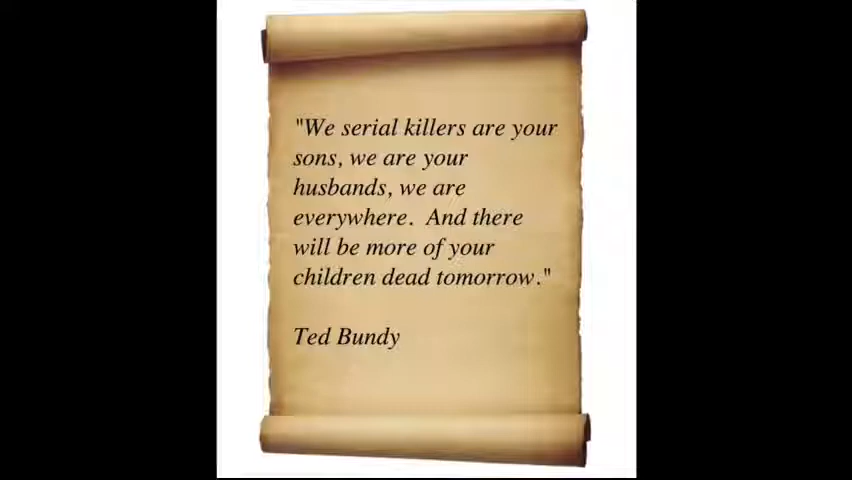 "We serial killers are your
sons, we are your
husbands, we are
everywhere.  And there
will be more of your
children dead tomorrow."
Ted Bundy